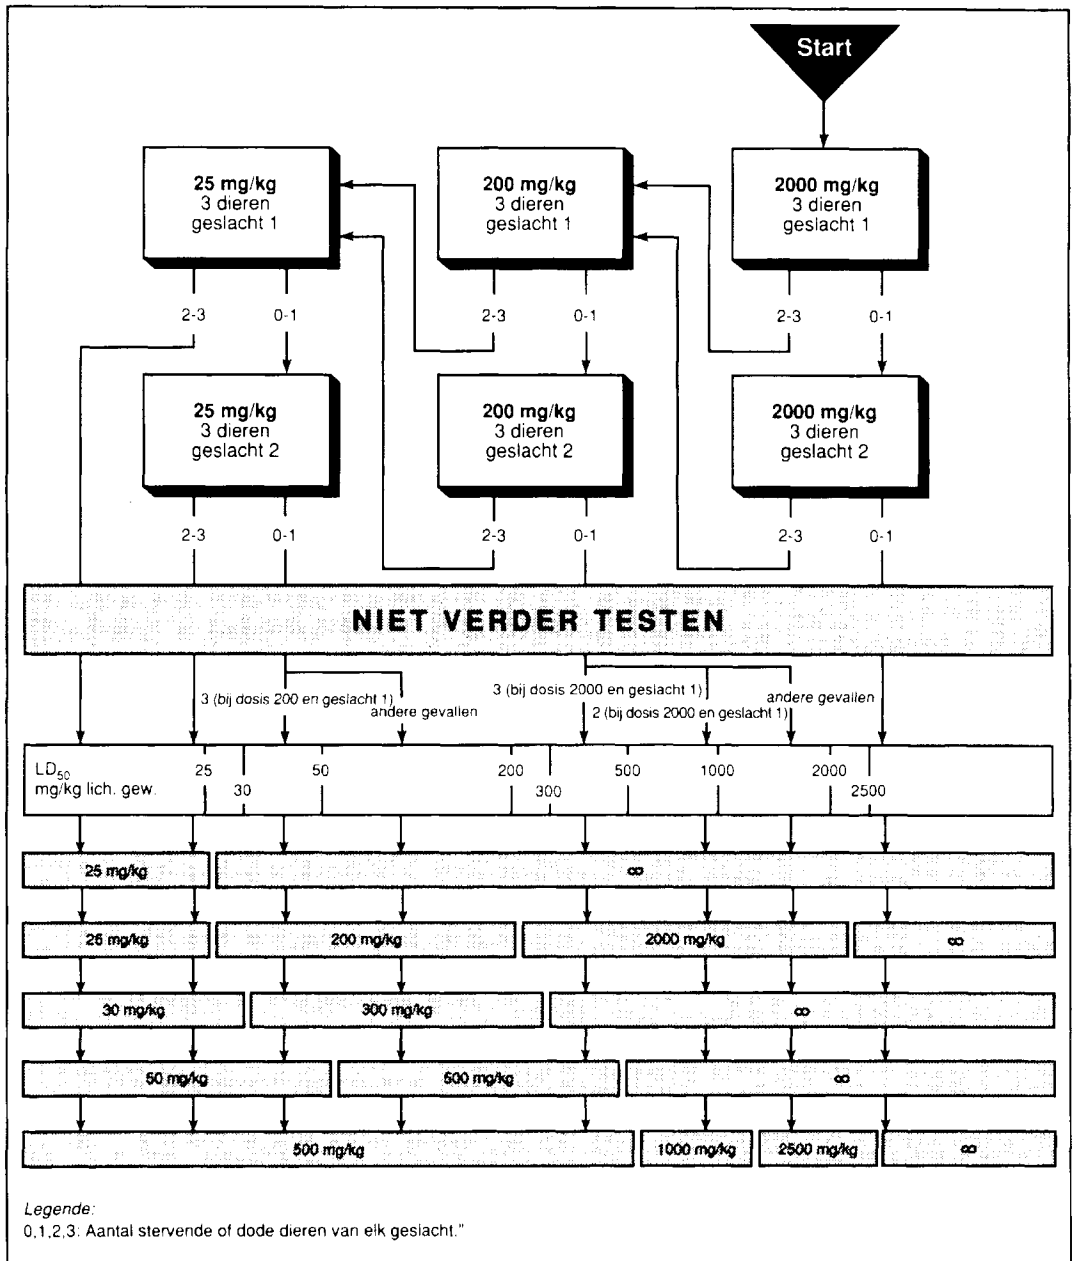 Start
25 mg/kg
3 dieren
geslacht 1
200 mg/kg
3 dieren
geslacht 1
2000 mg/kg
3 dieren
geslacht 1
2-3
0-1
2-3
0-1
2-3
0-1
25 mg/kg
3 dieren
geslacht 2
200 mg/kg
3 dieren
geslacht 2
2000 mg/kg
3 dieren
geslacht 2
2-3
0-1
2-3
0-1
2-3
0-1
NIET VERDER TESTEN
3 (bij dosis 200 en geslacht 1)
andere gevallen
3 (bij dosis 2000 en geslacht 1)
2 (bij dosis 2000 en geslacht 1)
andere gevallen
LD50
mg/kg lich. gew.
25
30
50
200
300
500
1000
2000
2500
25 mg/kg
∞
25 mg/kg
200 mg/kg
2000 mg/kg
∞
30 mg/kg
300 mg/kg
∞
50 mg/kg
500 mg/kg
∞
500 mg/kg
1000 mg/kg
2500 mg/kg
∞
Legende:
0,1,2,3: Aantal stervende of dode dieren van elk geslacht."